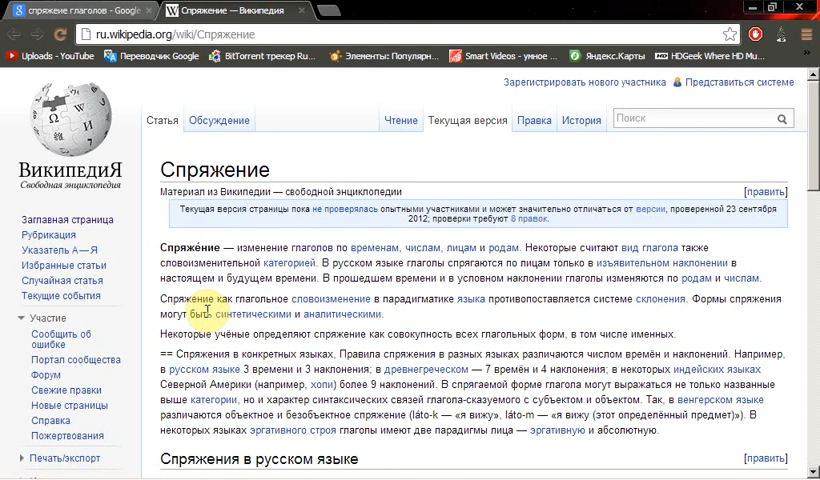 спряжеие глаголов - Google
Спряжение — Википедия
ru.wikipedia.org/wiki/Спряжение
Uploads - YouTube
Переводчик Google
BitTorrent трекер Ru...
Элементы: Популярн...
Smart Videos - умное ...
Яндекс.Карты
HDGeek Where HD Mu...
Зарегистрировать нового участника Представиться системе
Статья Обсуждение Чтение Текущая версия Правка История Поиск
ВИКИПЕДИЯ
Свободная энциклопедия
Заглавная страница
Рубрикация
Указатель А — Я
Избранные статьи
Случайная статья
Текущие события
Участие
Сообщить об
ошибке
Портал сообщества
Форум
Свежие правки
Новые страницы
Справка
Пожертвования
Печать/экспорт
Спряжение
Материал из Википедии — свободной энциклопедии [править]
Текущая версия страницы пока не проверялась опытными участниками и может значительно отличаться от версии, проверенной 23 сентября
2012; проверки требуют 8 правок.
Спряже́ние — изменение глаголов по временам, числам, лицам и родам. Некоторые считают вид глагола также
словоизменительной категорией. В русском языке глаголы спрягаются по лицам только в изъявительном наклонении в
настоящем и будущем времени. В прошедшем времени и в условном наклонении глаголы изменяются по родам и числам.
Спряжение как глагольное словоизменение в парадигматике языка противопоставляется системе склонения. Формы спряжения
могут быть синтетическими и аналитическими.
Некоторые учёные определяют спряжение как совокупность всех глагольных форм, в том числе именных.
== Спряжения в конкретных языках, Правила спряжения в разных языках различаются числом времён и наклонений. Например,
в русском языке 3 времени и 3 наклонения; в древнегреческом — 7 времён и 4 наклонения; в некоторых индейских языках
Северной Америки (например, хопи) более 9 наклонений. В спрягаемой форме глагола могут выражаться не только названные
выше категории, но и характер синтаксических связей глагола-сказуемого с субъектом и объектом. Так, в венгерском языке
различаются объектное и безобъектное спряжение (láto-k — «я вижу», láto-m — «я вижу (этот определённый предмет)»). В
некоторых языках эргативного строя глаголы имеют две парадигмы лица — эргативную и абсолютную.
Спряжения в русском языке [править]